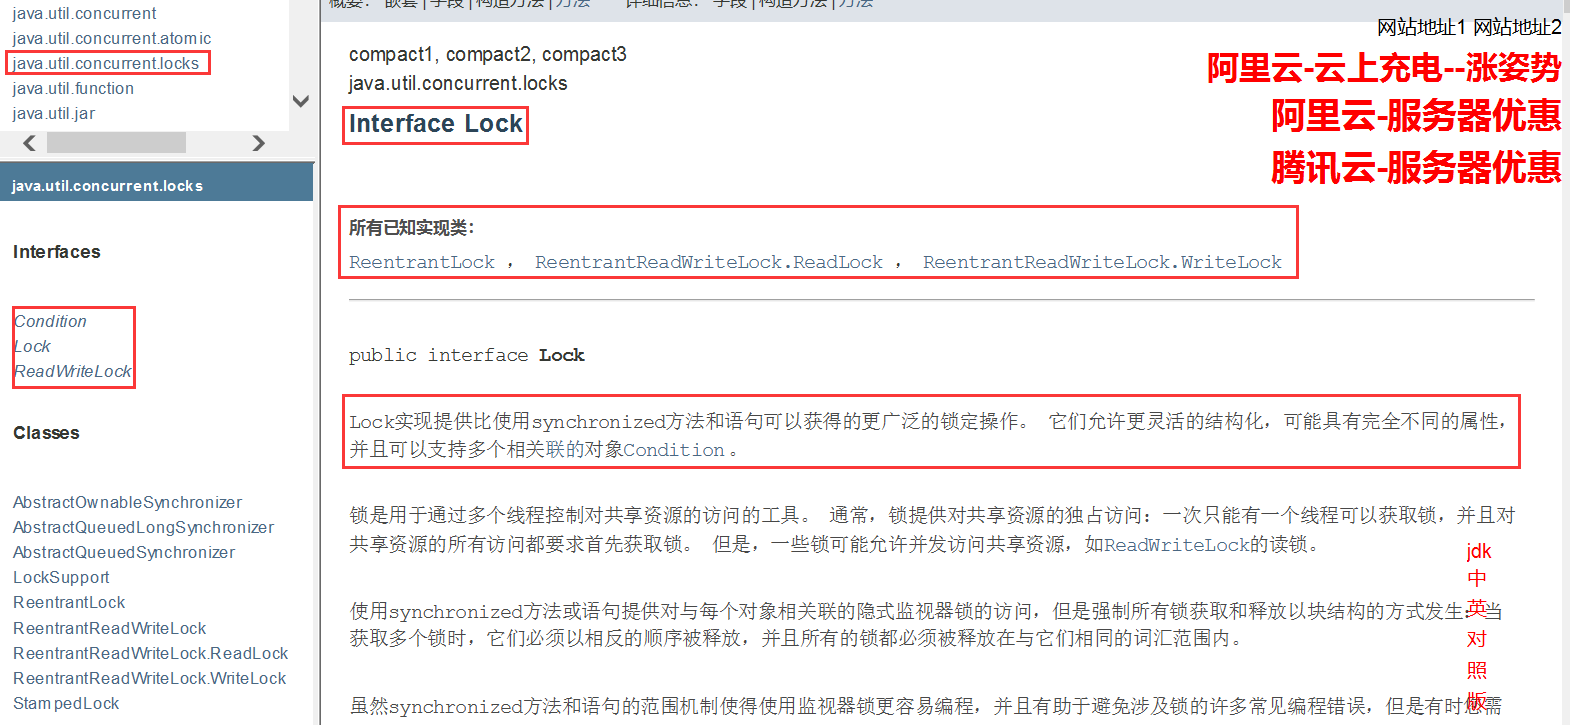 java.util.concurrent
java.util.concurrent.atomic
java.util.concurrent.locks
java.util.function
java.util.jar
java.util.concurrent.locks
Interfaces
Condition
Lock
ReadWriteLock
Classes
AbstractOwnableSynchronizer
AbstractQueuedLongSynchronizer
AbstractQueuedSynchronizer
LockSupport
ReentrantLock
ReentrantReadWriteLock
ReentrantReadWriteLock.ReadLock
ReentrantReadWriteLock.WriteLock
StampedLock
概要： 嵌套 | 字段 | 构造方法 | 方法 详细信息： 字段 | 构造方法 | 方法
网站地址1 网站地址2
阿里云-云上充电--涨姿势
阿里云-服务器优惠
腾讯云-服务器优惠
compact1, compact2, compact3
java.util.concurrent.locks
Interface Lock
所有已知实现类：
ReentrantLock ， ReentrantReadWriteLock.ReadLock ， ReentrantReadWriteLock.WriteLock
public interface Lock
Lock实现提供比使用synchronized方法和语句可以获得的更广泛的锁定操作。 它们允许更灵活的结构化，可能具有完全不同的属性，
并且可以支持多个相关联的对象Condition 。
锁是用于通过多个线程控制对共享资源的访问的工具。 通常，锁提供对共享资源的独占访问：一次只能有一个线程可以获取锁，并且对
共享资源的所有访问都要求首先获取锁。 但是，一些锁可能允许并发访问共享资源，如ReadWriteLock的读锁。
使用synchronized方法或语句提供对与每个对象相关联的隐式监视器锁的访问，但是强制所有锁获取和释放以块结构的方式发生：当
获取多个锁时，它们必须以相反的顺序被释放，并且所有的锁都必须被释放在与它们相同的词汇范围内。
虽然synchronized方法和语句的范围机制使得使用监视器锁更容易编程，并且有助于避免涉及锁的许多常见编程错误，但是有时您需
jdk
中
英
对
照
版